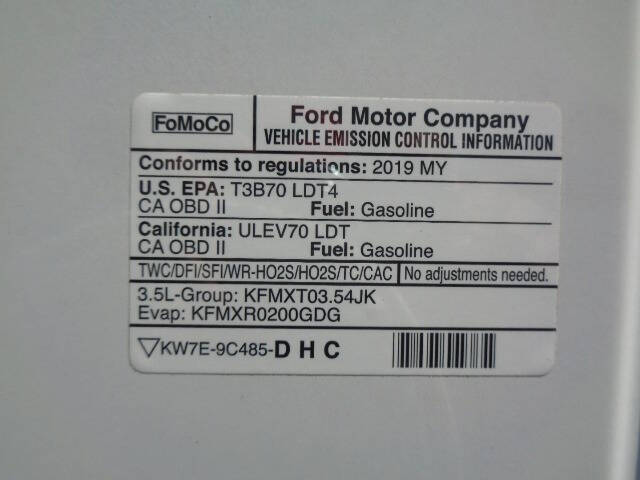 FoMoCo
Ford Motor Company
VEHICLE EMISSION CONTROL INFORMATION
Conforms to regulations: 2019 MY
U.S. EPA: T3B70 LDT4
CA OBD II Fuel: Gasoline
California: ULEV70 LDT
CA OBD II Fuel: Gasoline
TWC/DFI/SFI/WR-HO2S/HO2S/TC/CAC No adjustments needed.
3.5L-Group: KFMXT03.54JK
Evap: KFMXR0200GDG
KW7E-9C485-D H C